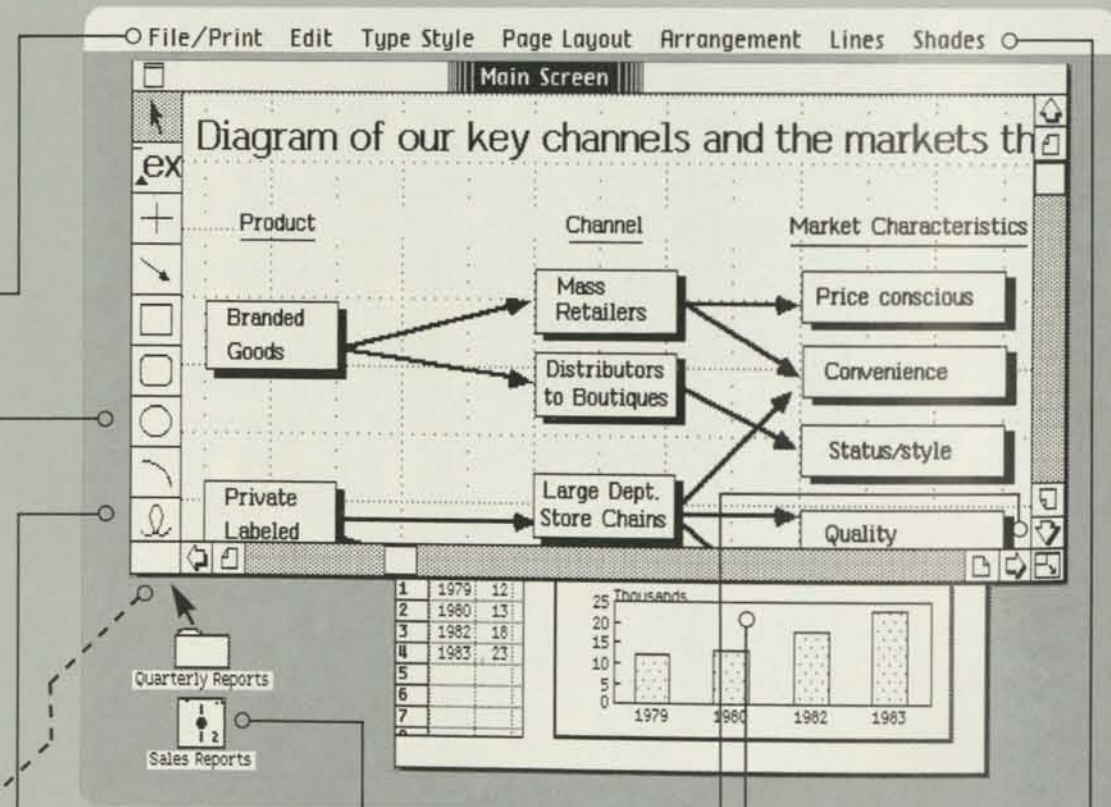 File/Print Edit Type Style Page Layout Arrangement Lines Shades
Main Screen
Diagram of our key channels and the markets th
ex
Product Channel Market Characteristics
Branded
Goods
Mass
Retailers
Price conscious
Distributors
to Boutiques
Convenience
Status/style
Private
Labeled
Large Dept.
Store Chains
Quality
Quarterly Reports
Sales Reports
1 1979 12
2 1980 13
3 1982 18
4 1983 23
5
6
7
Thousands
25
20
15
10
5
0
1979 1980 1982 1983